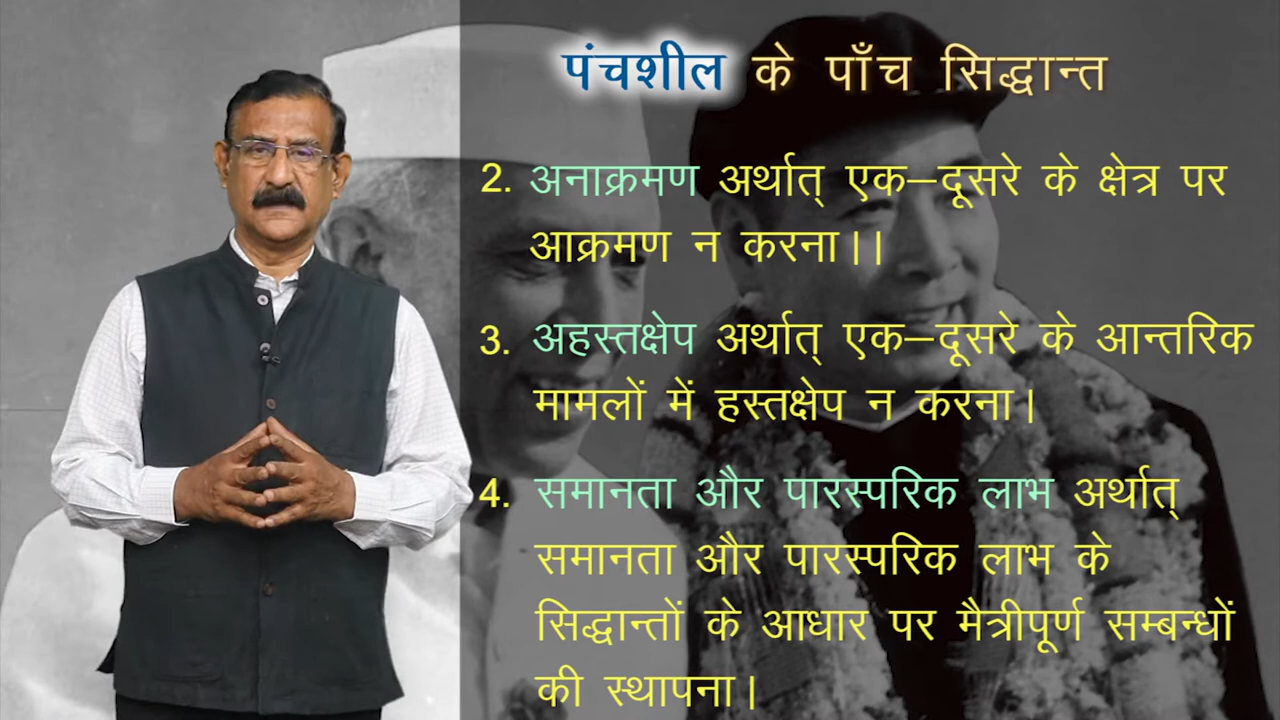 पंचशील के पाँच सिद्धान्त
2. अनाक्रमण अर्थात् एक–दूसरे के क्षेत्र पर
आक्रमण न करना।।
3. अहस्तक्षेप अर्थात् एक–दूसरे के आन्तरिक
मामलों में हस्तक्षेप न करना।
4. समानता और पारस्परिक लाभ अर्थात्
समानता और पारस्परिक लाभ के
सिद्धान्तों के आधार पर मैत्रीपूर्ण सम्बन्धों
की स्थापना।